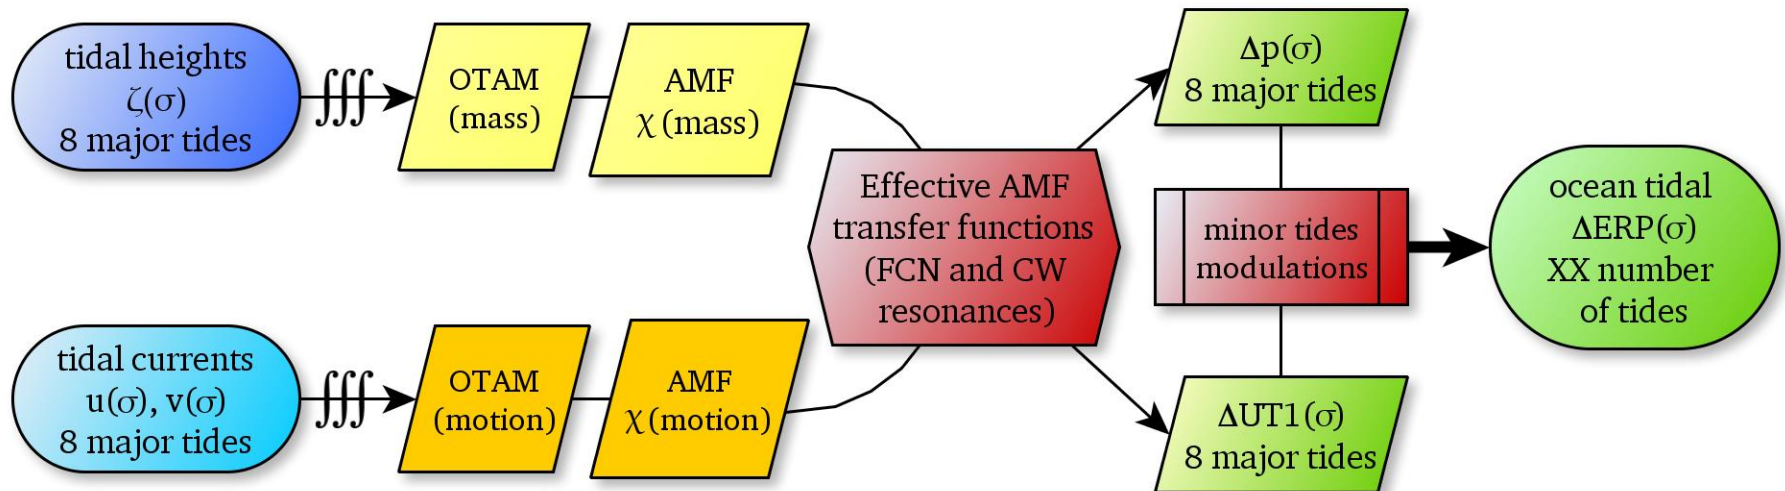 tidal heights
ζ(σ)
8 major tides
∫∫∫
OTAM
(mass)
AMF
χ (mass)
tidal currents
u(σ), v(σ)
8 major tides
∫∫∫
OTAM
(motion)
AMF
χ (motion)
Effective AMF
transfer functions
(FCN and CW
resonances)
Δp(σ)
8 major tides
minor tides
modulations
ΔUT1(σ)
8 major tides
ocean tidal
ΔERP(σ)
XX number
of tides